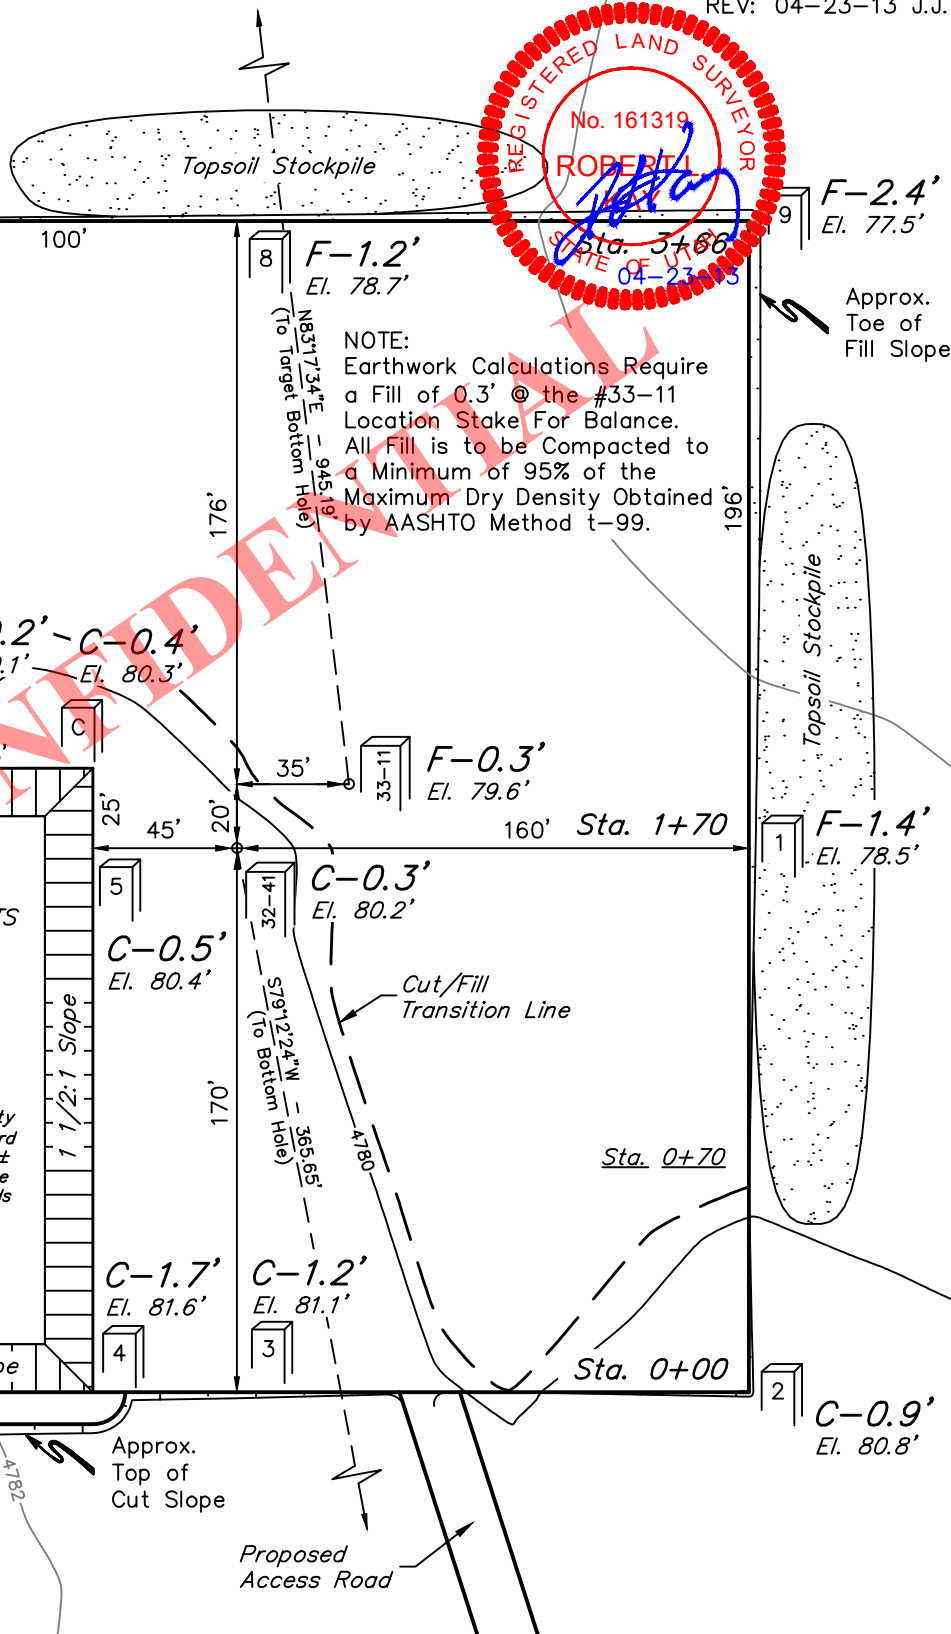 REV: 04-23-13 J.J.
REGISTERED LAND SURVEYOR
No. 161319
ROBERT L.
STATE OF UTAH
04-23-13
Topsoil Stockpile
9
F-2.4'
El. 77.5'
100'
8
F-1.2'
El. 78.7'
Sta. 3+66
Approx.
Toe of
Fill Slope
N83°17'34"E - 945.19'
(To Target Bottom Hole)
NOTE:
Earthwork Calculations Require
a Fill of 0.3' @ the #33-11
Location Stake For Balance.
All Fill is to be Compacted to
a Minimum of 95% of the
Maximum Dry Density Obtained
by AASHTO Method t-99.
176'
196'
Topsoil Stockpile
NFIDENTIAL
.2'
.1'
C-0.4'
El. 80.3'
C
33-11
F-0.3'
El. 79.6'
35'
25'
45'
20'
160'
Sta. 1+70
1
F-1.4'
El. 78.5'
5
32-41
C-0.3'
El. 80.2'
TS
C-0.5'
El. 80.4'
Cut/Fill
Transition Line
1 1/2:1 Slope
S79°12'24"W - 365.65'
(To Bottom Hole)
170'
4780
ty
rd
±
e
ls
Sta. 0+70
C-1.7'
El. 81.6'
C-1.2'
El. 81.1'
4
3
pe
Sta. 0+00
2
C-0.9'
El. 80.8'
Approx.
Top of
Cut Slope
4782
Proposed
Access Road